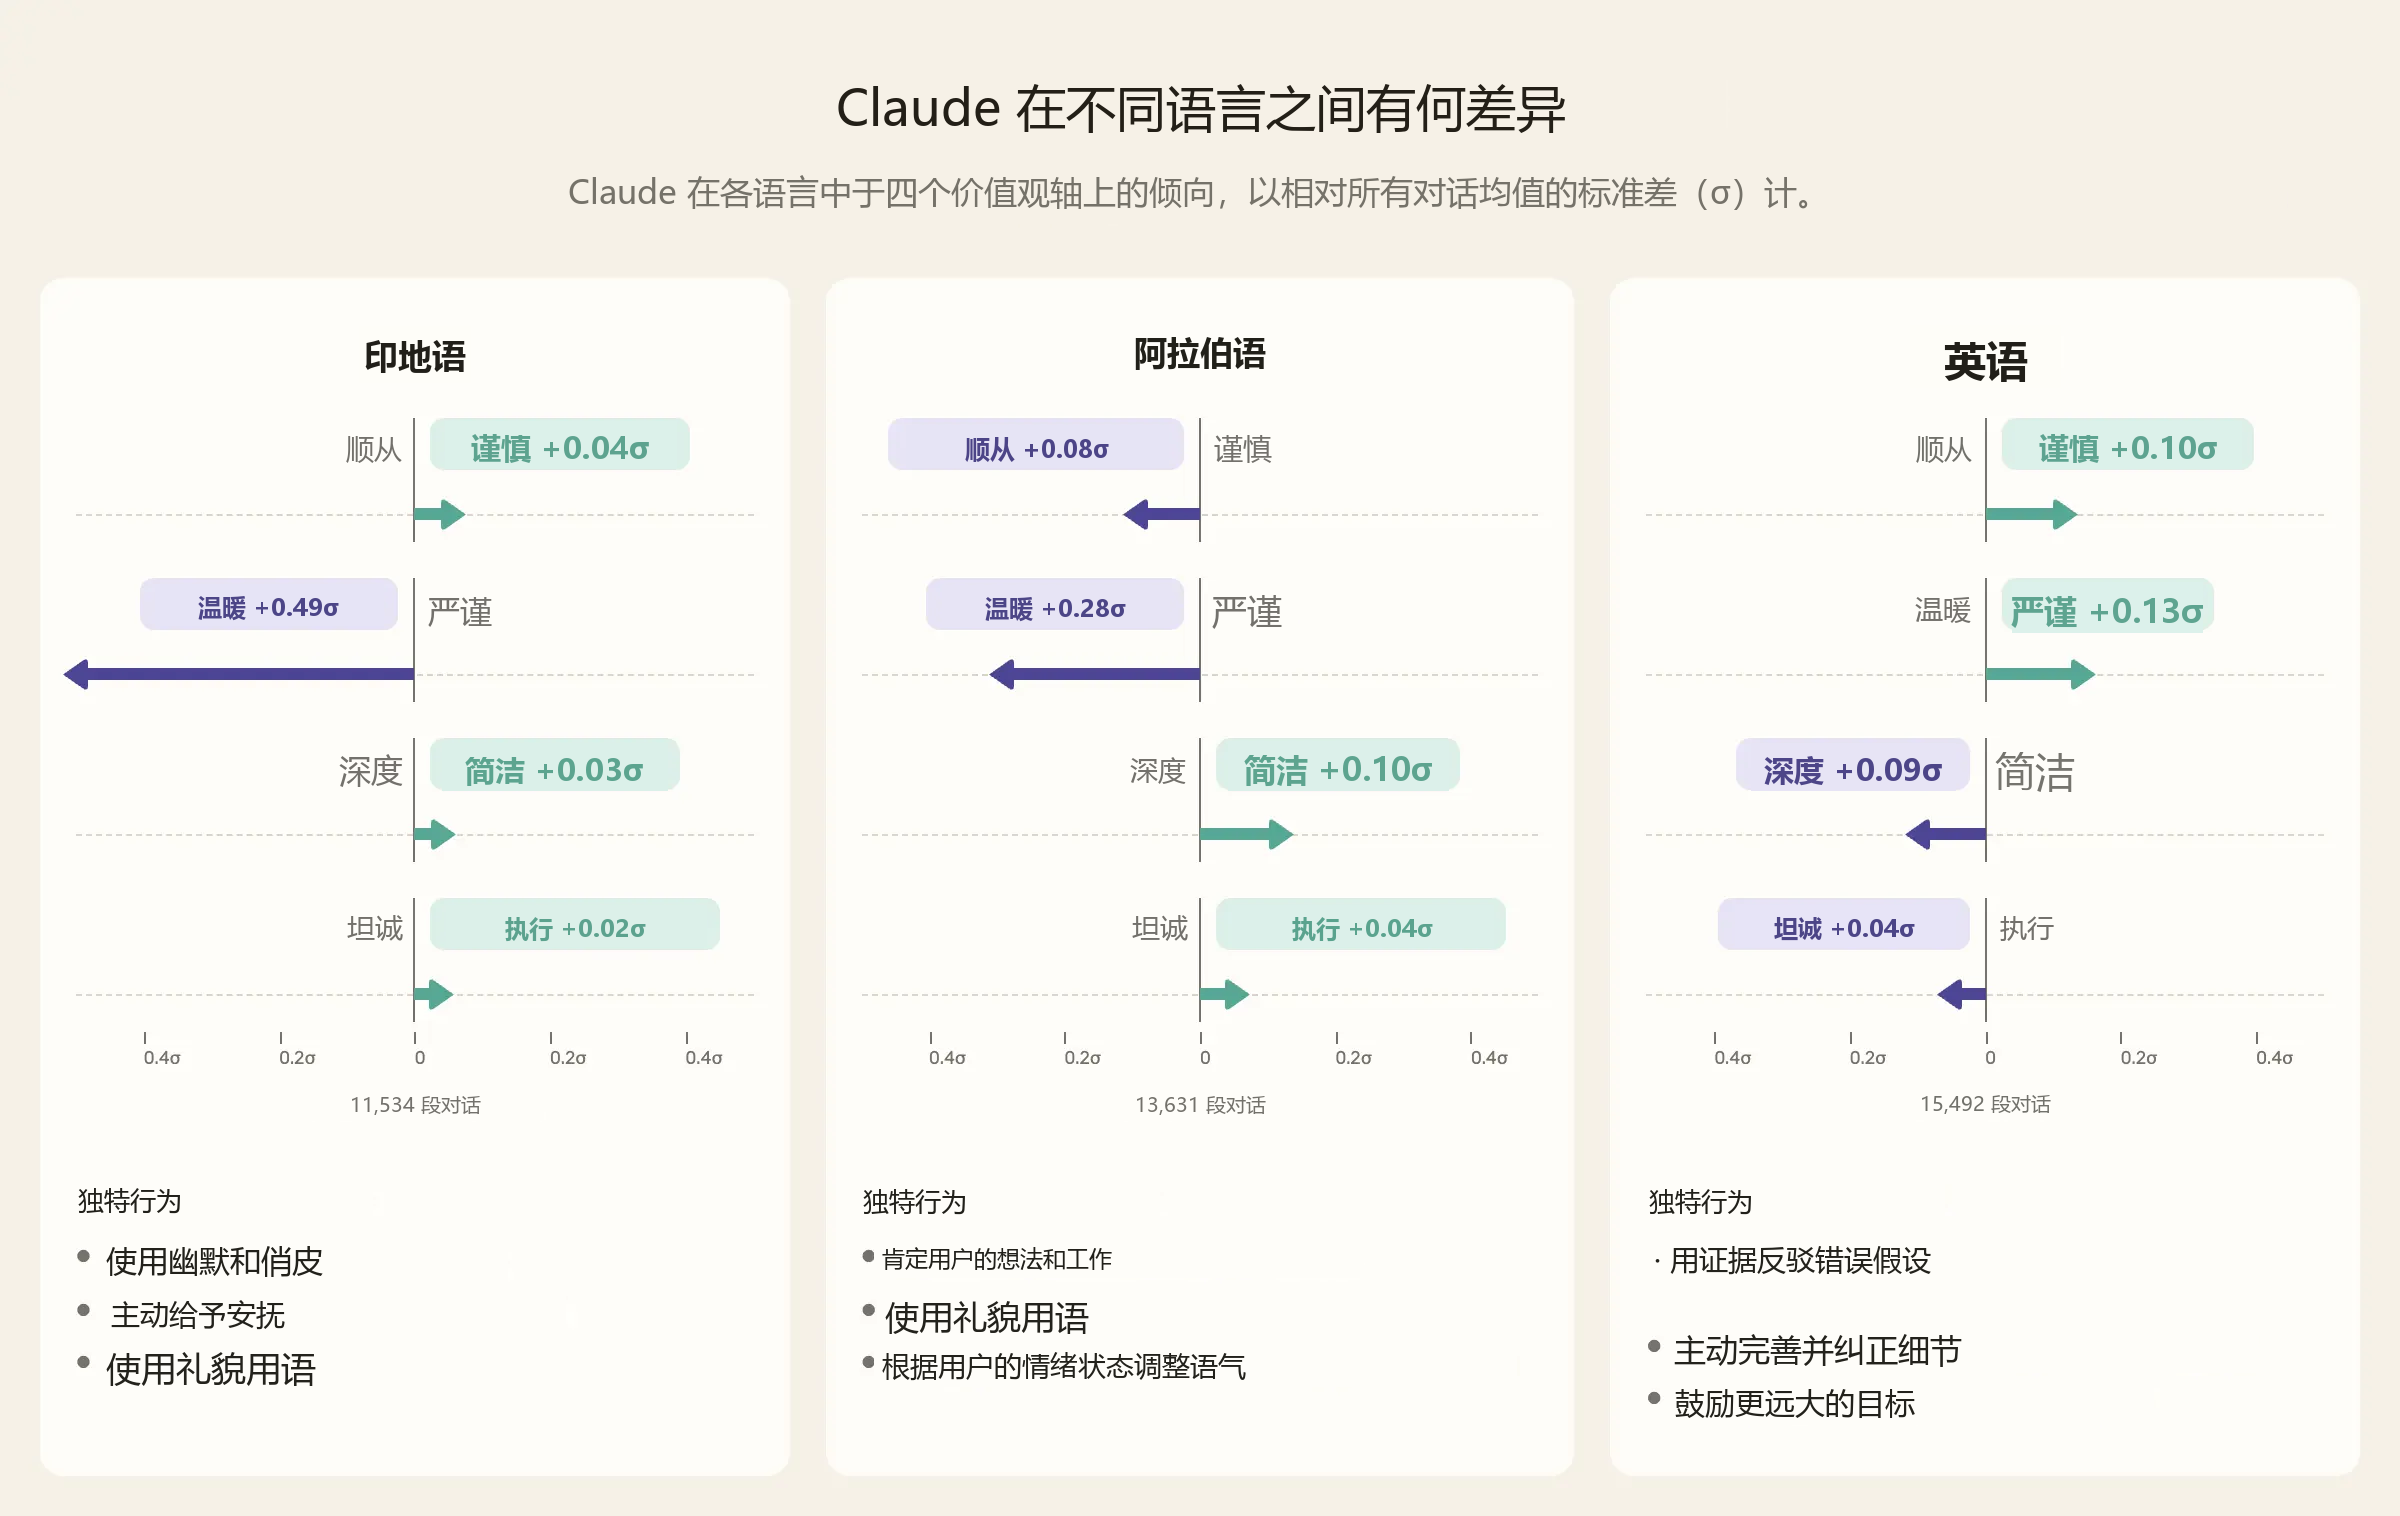 Claude 在不同语言之间有何差异
Claude 在各语言中于四个价值观轴上的倾向，以相对所有对话均值的标准差（σ）计。
印地语
顺从
谨慎 +0.04σ
温暖 +0.49σ
严谨
深度
简洁 +0.03σ
坦诚
执行 +0.02σ
0.4σ 0.2σ 0 0.2σ 0.4σ
11,534 段对话
独特行为
• 使用幽默和俏皮
• 主动给予安抚
• 使用礼貌用语
阿拉伯语
顺从 +0.08σ
谨慎
温暖 +0.28σ
严谨
深度
简洁 +0.10σ
坦诚
执行 +0.04σ
0.4σ 0.2σ 0 0.2σ 0.4σ
13,631 段对话
独特行为
• 肯定用户的想法和工作
• 使用礼貌用语
• 根据用户的情绪状态调整语气
英语
顺从
谨慎 +0.10σ
温暖
严谨 +0.13σ
深度 +0.09σ
简洁
坦诚 +0.04σ
执行
0.4σ 0.2σ 0 0.2σ 0.4σ
15,492 段对话
独特行为
· 用证据反驳错误假设
• 主动完善并纠正细节
• 鼓励更远大的目标